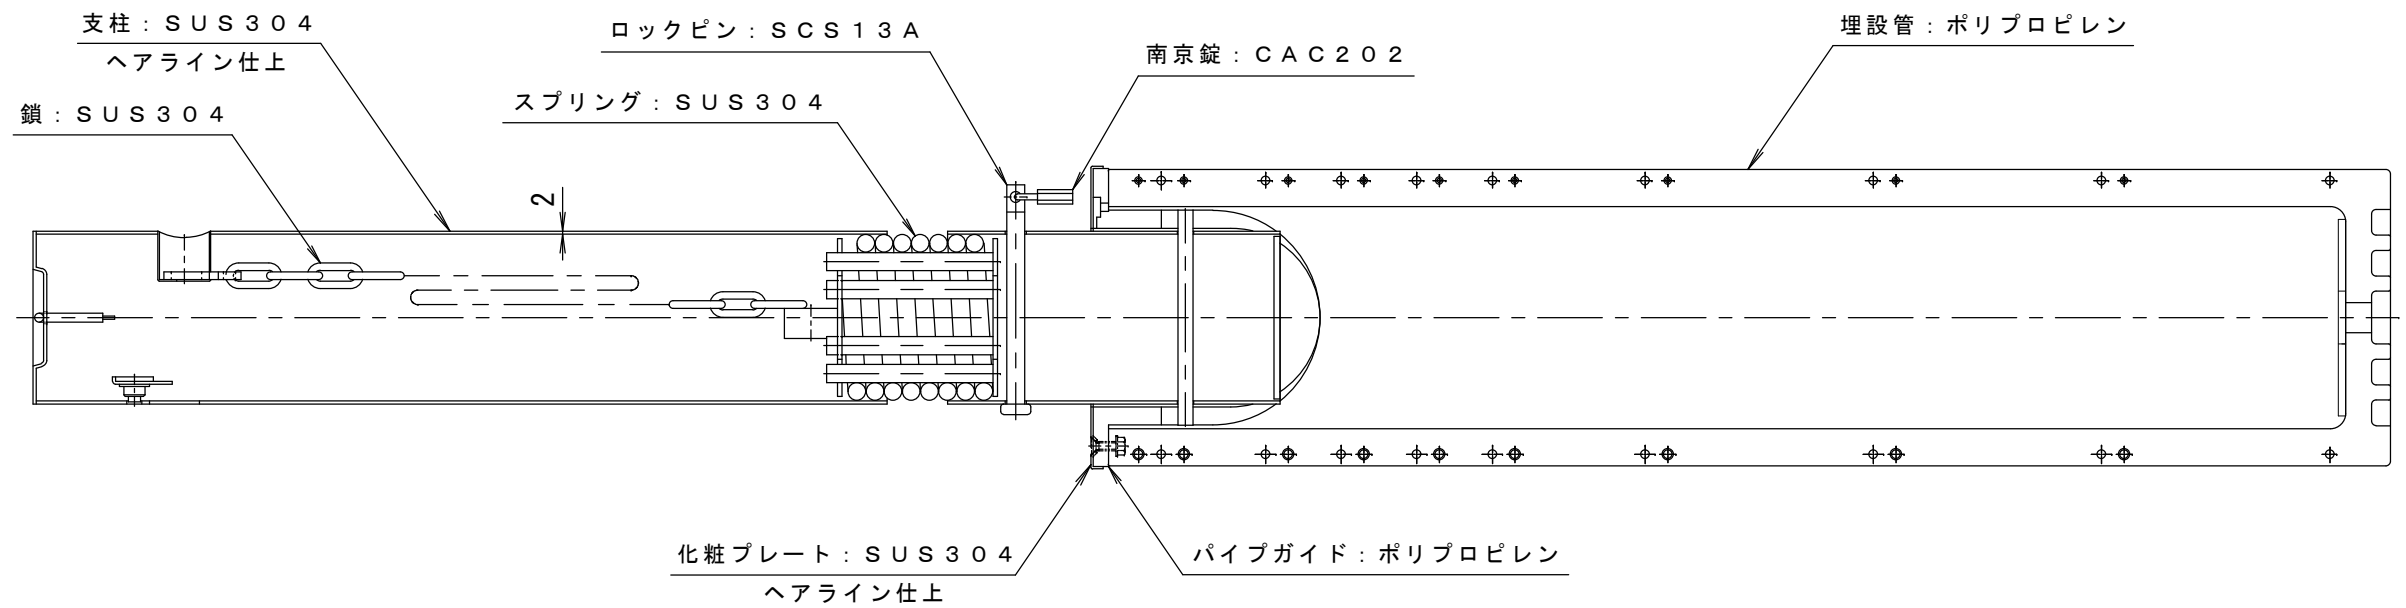 支柱：ＳＵＳ３０４
ヘアライン仕上
鎖：ＳＵＳ３０４
ロックピン：ＳＣＳ１３Ａ
スプリング：ＳＵＳ３０４
南京錠：ＣＡＣ２０２
埋設管：ポリプロピレン
2
化粧プレート：ＳＵＳ３０４
ヘアライン仕上
パイプガイド：ポリプロピレン